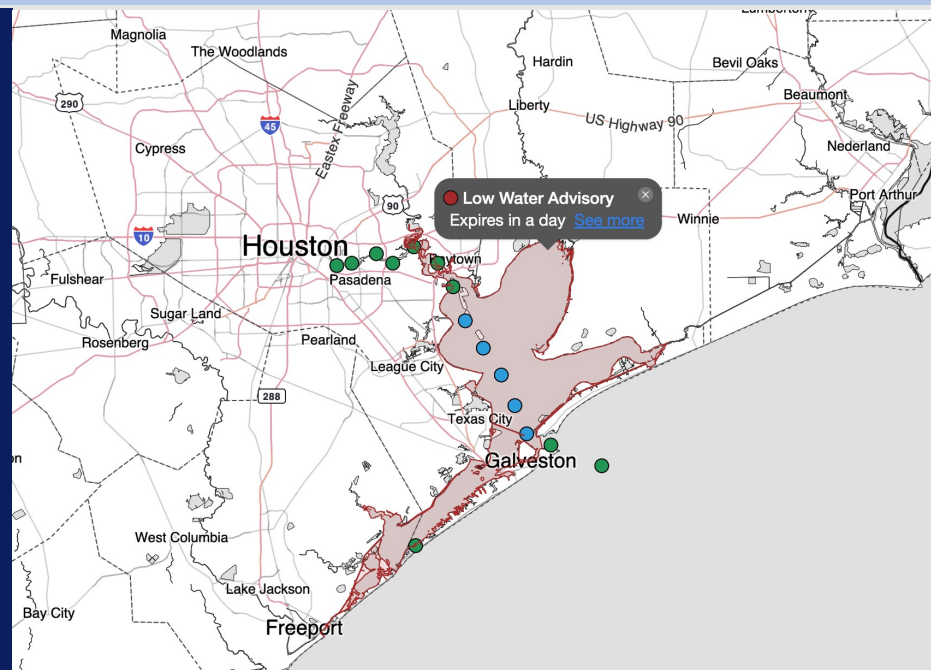 Lumberton
Magnolia
The Woodlands
Hardin
Bevil Oaks
290
45
Eastex Freeway
Liberty
US Highway 90
Beaumont
Cypress
Nederland
90
Low Water Advisory
Expires in a day See more
Port Arthur
Winnie
10
Houston
Baytown
Fulshear
Pasadena
Sugar Land
Rosenberg
Pearland
League City
288
Texas City
Galveston
on
West Columbia
Lake Jackson
Bay City
Freeport